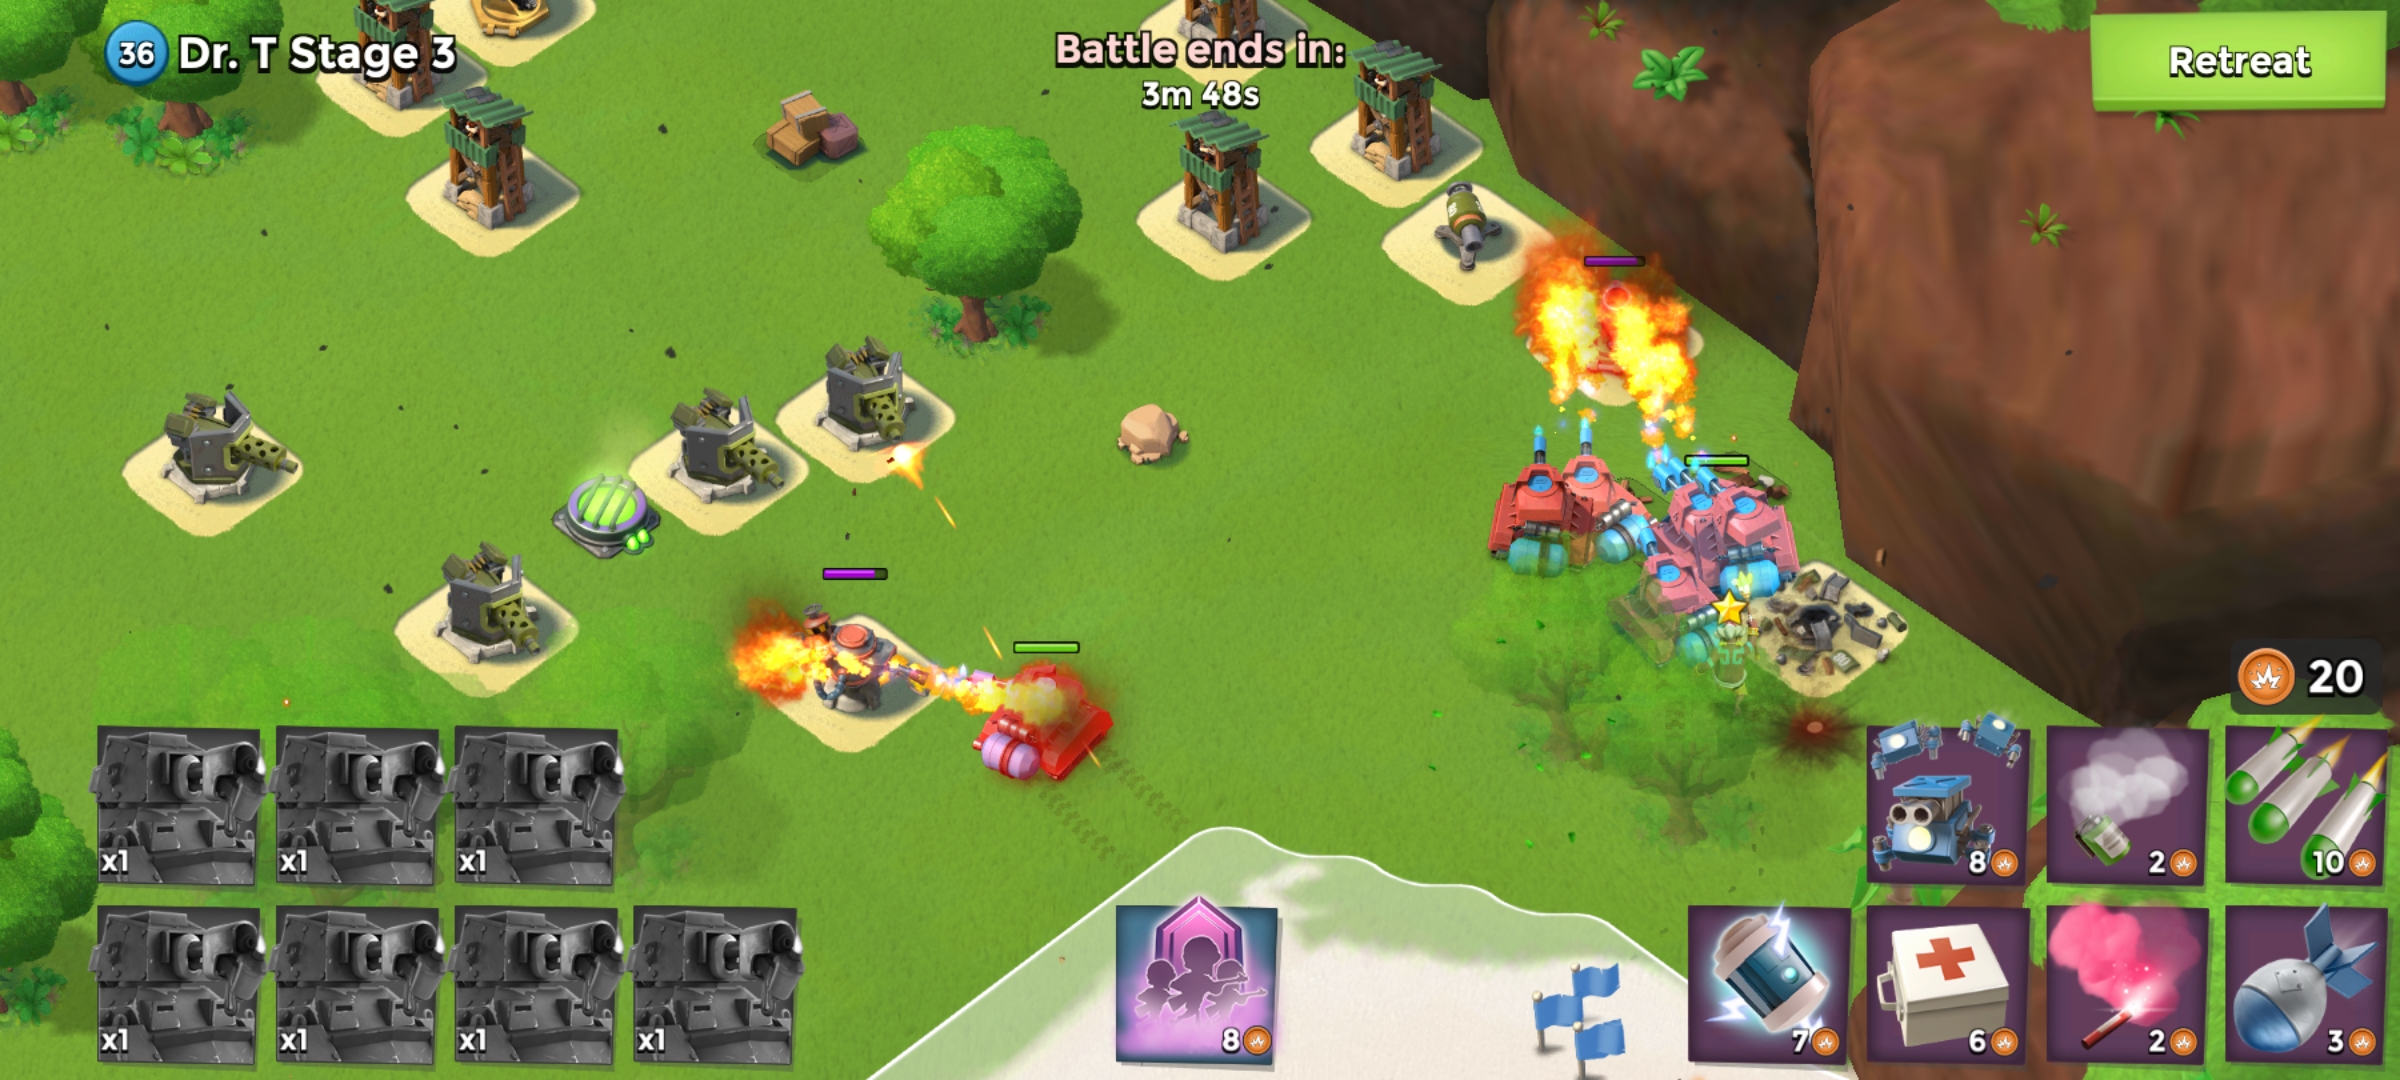 36 Dr. T Stage 3
Battle ends in:
3m 48s
Retreat
20
x1 x1 x1
8 2 10
x1 x1 x1 x1
8
7 6 2 3